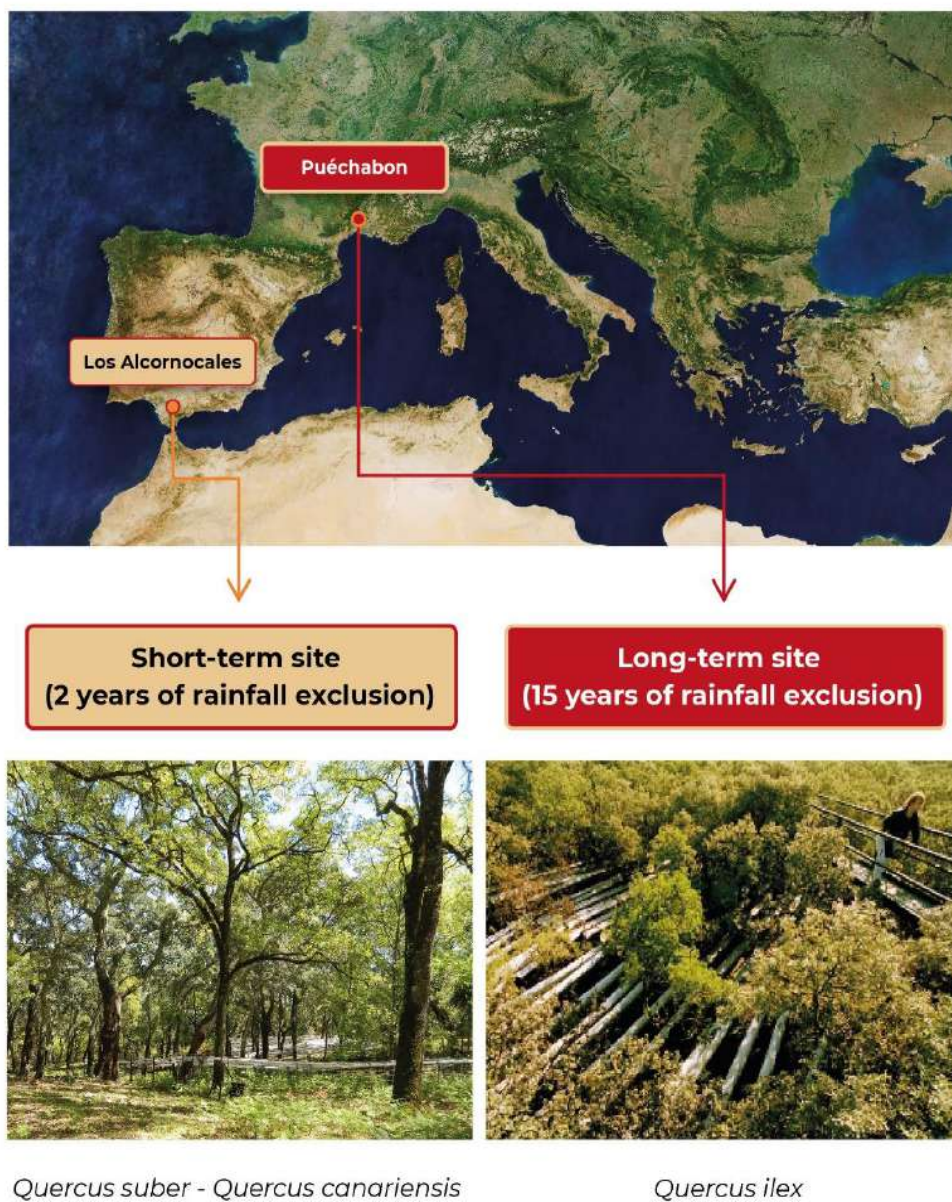 Puéchabon
Los Alcornocales
Short-term site
(2 years of rainfall exclusion)
Long-term site
(15 years of rainfall exclusion)
Quercus suber - Quercus canariensis
Quercus ilex